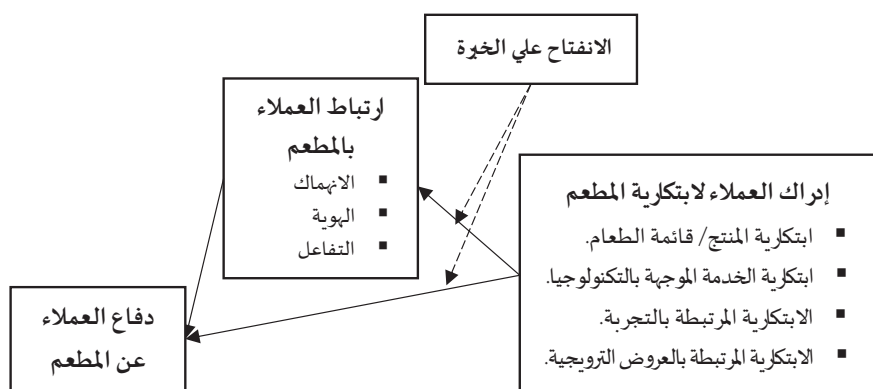 الانفتاح علي الخبرة
ارتباط العملاء
بالمطعم
الانهماك
الهوية
التفاعل
إدراك العملاء لابتكارية المطعم
ابتكارية المنتج/ قائمة الطعام.
ابتكارية الخدمة الموجهة بالتكنولوجيا.
الابتكارية المرتبطة بالتجربة.
الابتكارية المرتبطة بالعروض الترويجية.
دفاع العملاء
عن المطعم